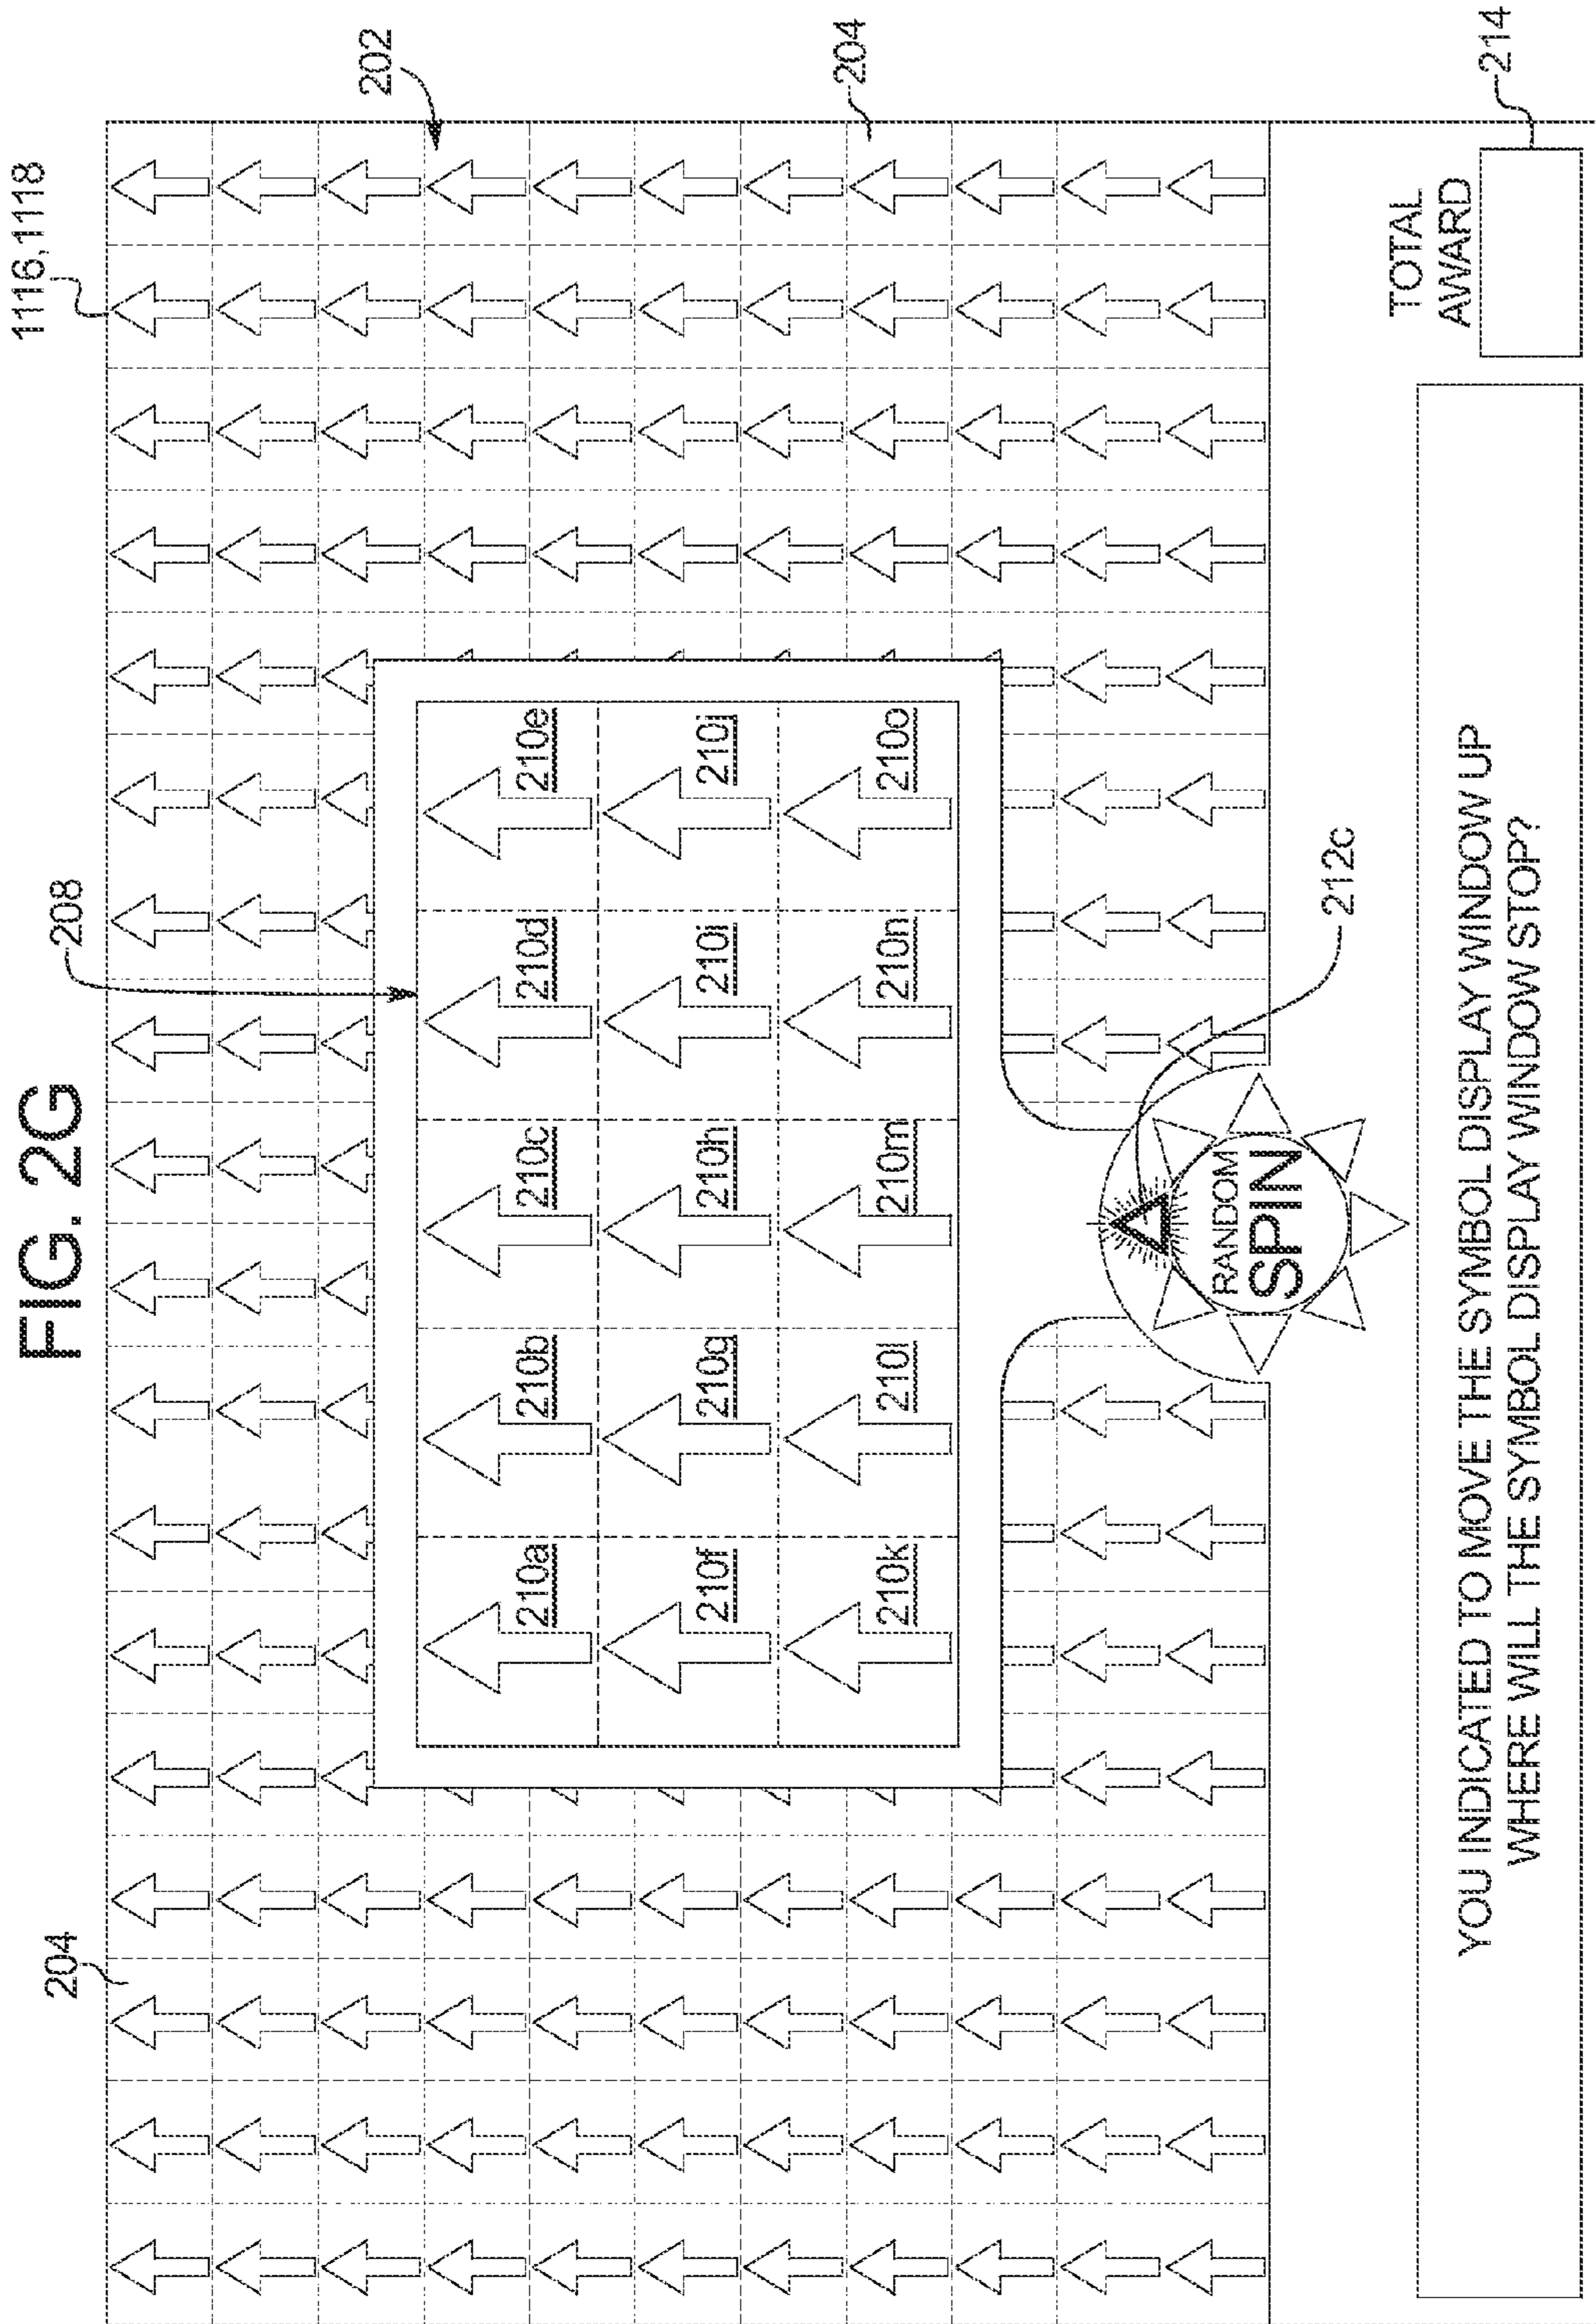 FIG. 2G
1116,1118
208
202
204
204
210a 210b 210c 210d 210e
210f 210g 210h 210i 210j
210k 210l 210m 210n 210o
RANDOM
SPIN
212c
TOTAL
AWARD
214
YOU INDICATED TO MOVE THE SYMBOL DISPLAY WINDOW UP
WHERE WILL THE SYMBOL DISPLAY WINDOW STOP?